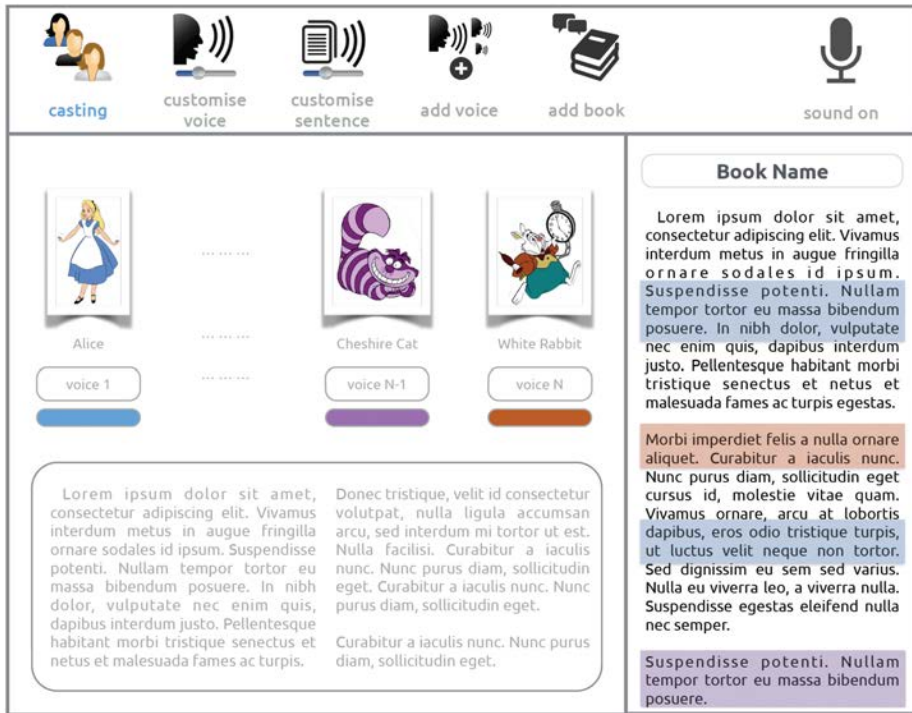 casting
customise
voice
customise
sentence
add voice
add book
sound on
Alice
... ... ...
... ... ...
... ... ...
Cheshire Cat
White Rabbit
voice 1
voice N-1
voice N
Lorem ipsum dolor sit amet,
consectetur adipiscing elit. Vivamus
interdum metus in augue fringilla
ornare sodales id ipsum. Suspendisse
potenti. Nullam tempor tortor eu
massa bibendum posuere. In nibh
dolor, vulputate nec enim quis,
dapibus interdum justo. Pellentesque
habitant morbi tristique senectus et
netus et malesuada fames ac turpis.
Donec tristique, velit id consectetur
volutpat, nulla ligula accumsan
arcu, sed interdum mi tortor ut est.
Nulla facilisi. Curabitur a iaculis
nunc. Nunc purus diam, sollicitudin
eget. Curabitur a iaculis nunc. Nunc
purus diam, sollicitudin eget.
Curabitur a iaculis nunc. Nunc purus
diam, sollicitudin eget.
Book Name
Lorem ipsum dolor sit amet,
consectetur adipiscing elit. Vivamus
interdum metus in augue fringilla
ornare sodales id ipsum.
Suspendisse potenti. Nullam
tempor tortor eu massa bibendum
posuere. In nibh dolor, vulputate
nec enim quis, dapibus interdum
justo. Pellentesque habitant morbi
tristique senectus et netus et
malesuada fames ac turpis egestas.
Morbi imperdiet felis a nulla ornare
aliquet. Curabitur a iaculis nunc.
Nunc purus diam, sollicitudin eget
cursus id, molestie vitae quam.
Vivamus ornare, arcu at lobortis
dapibus, eros odio tristique turpis,
ut luctus velit neque non tortor.
Sed dignissim eu sem sed varius.
Nulla eu viverra leo, a viverra nulla.
Suspendisse egestas eleifend nulla
nec semper.
Suspendisse potenti. Nullam
tempor tortor eu massa bibendum
posuere.